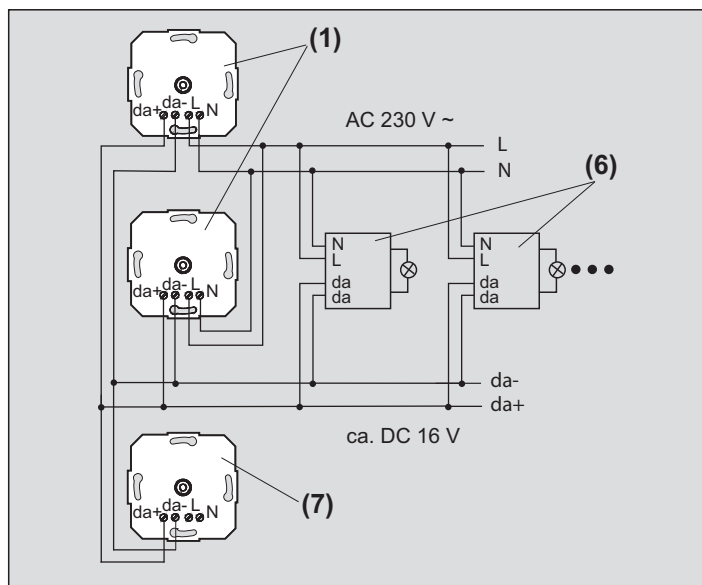 (1)
da+ da- L N
AC 230 V ~
L
N
(6)
da+ da- L N
N
L
da
da
N
L
da
da
da-
da+
ca. DC 16 V
da+ da- L N
(7)